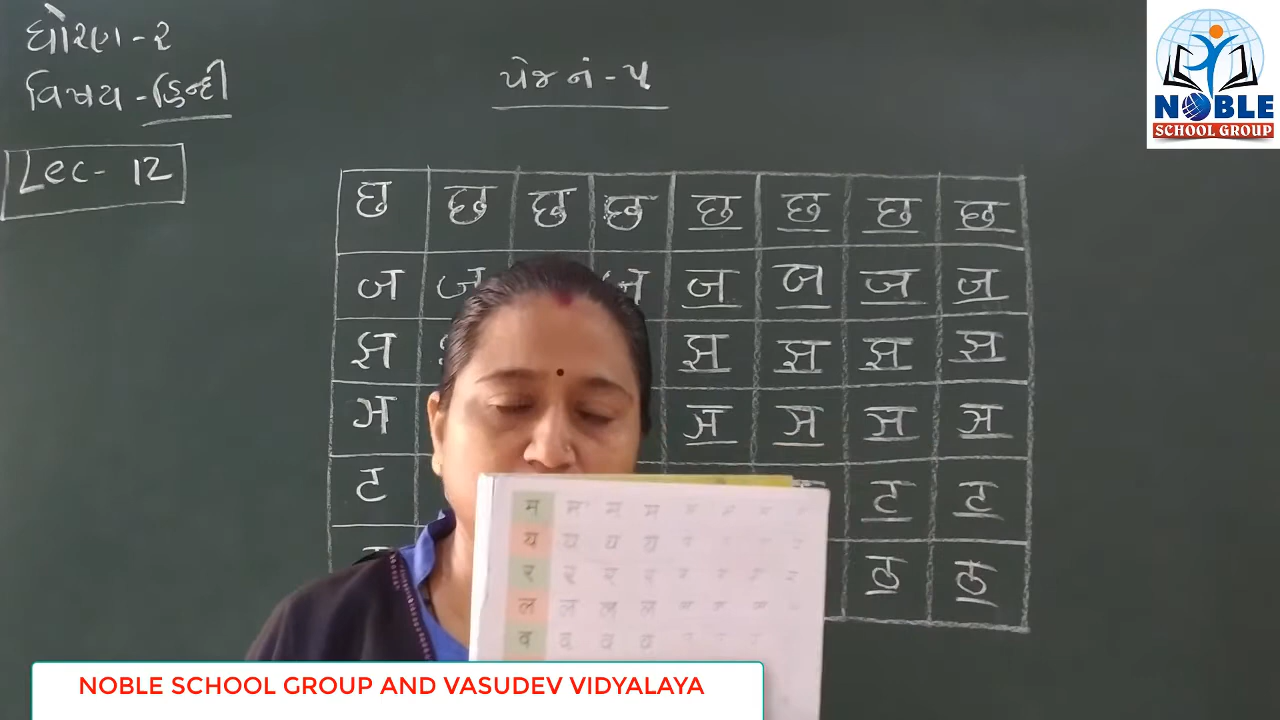 ધોરણ - ૨
વિષય - હિન્દી
Lec - 12
પેજ નં - ૫
NOBLE
SCHOOL GROUP
छ छ छ छ छ छ छ छ
ज ज ज ज ज ज ज
झ झ झ झ झ
ञ ञ ञ ञ ञ
ट ट ट
ठ ठ
म म म म
य य य य
र र र र
ल ल ल ल
व व व व
NOBLE SCHOOL GROUP AND VASUDEV VIDYALAYA